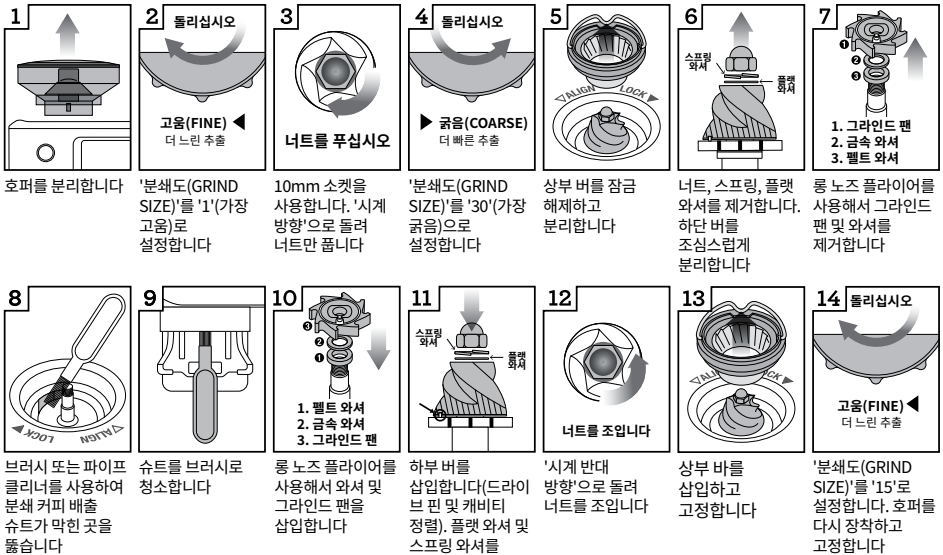 1
호퍼를 분리합니다
2
돌리십시오
고움(FINE) ◀
더 느린 추출
'분쇄도(GRIND
SIZE)'를 '1'(가장
고움)로
설정합니다
3
너트를 푸십시오
10mm 소켓을
사용합니다. '시계
방향'으로 돌려
너트만 풉니다
4
돌리십시오
▶ 굵음(COARSE)
더 빠른 추출
'분쇄도(GRIND
SIZE)'를 '30'(가장
굵음)으로
설정합니다
5
▽ALIGN LOCK▼
상부 버를 잠금
해제하고
분리합니다
6
스프링
와셔
플랫
와셔
너트, 스프링, 플랫
와셔를 제거합니다.
하단 버를
조심스럽게
분리합니다
7
❶
❷
❸
1. 그라인드 팬
2. 금속 와셔
3. 펠트 와셔
롱 노즈 플라이어를
사용해서 그라인드
팬 및 와셔를
제거합니다
8
▼LOCK ▽ALIGN
브러시 또는 파이프
클리너를 사용하여
분쇄 커피 배출
슈트가 막힌 곳을
뚫습니다
9
슈트를 브러시로
청소합니다
10
❸
❷
❶
1. 펠트 와셔
2. 금속 와셔
3. 그라인드 팬
롱 노즈 플라이어를
사용해서 와셔 및
그라인드 팬을
삽입합니다
11
스프링
와셔
플랫
와셔
하부 버를
삽입합니다(드라이
브 핀 및 캐비티
정렬). 플랫 와셔 및
스프링 와셔를
12
너트를 조입니다
'시계 반대
방향'으로 돌려
너트를 조입니다
13
상부 바를
삽입하고
고정합니다
14
돌리십시오
고움(FINE) ◀
더 느린 추출
'분쇄도(GRIND
SIZE)'를 '15'로
설정합니다. 호퍼를
다시 장착하고
고정합니다